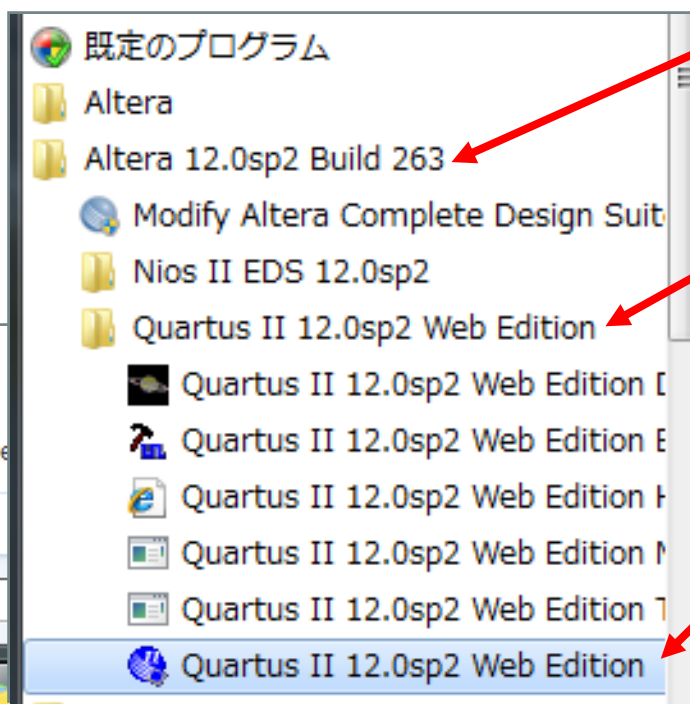 既定のプログラム
Altera
Altera 12.0sp2 Build 263
Modify Altera Complete Design Suit
Nios II EDS 12.0sp2
Quartus II 12.0sp2 Web Edition
Quartus II 12.0sp2 Web Edition
Quartus II 12.0sp2 Web Edition
Quartus II 12.0sp2 Web Edition
Quartus II 12.0sp2 Web Edition
Quartus II 12.0sp2 Web Edition
Quartus II 12.0sp2 Web Edition